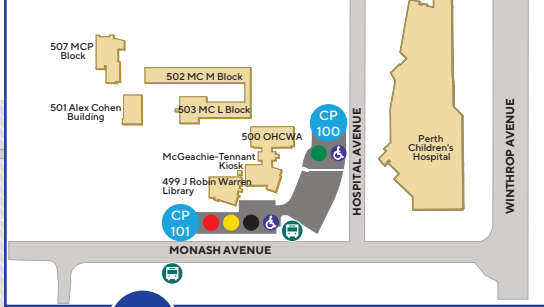 507 MCP
Block
502 MC M Block
501 Alex Cohen
Building
503 MC L Block
CP
100
500 OHCWA
McGeachie-Tennant
Kiosk
499 J Robin Warren
Library
CP
101
MONASH AVENUE
HOSPITAL AVENUE
Perth
Children's
Hospital
WINTHROP AVENUE